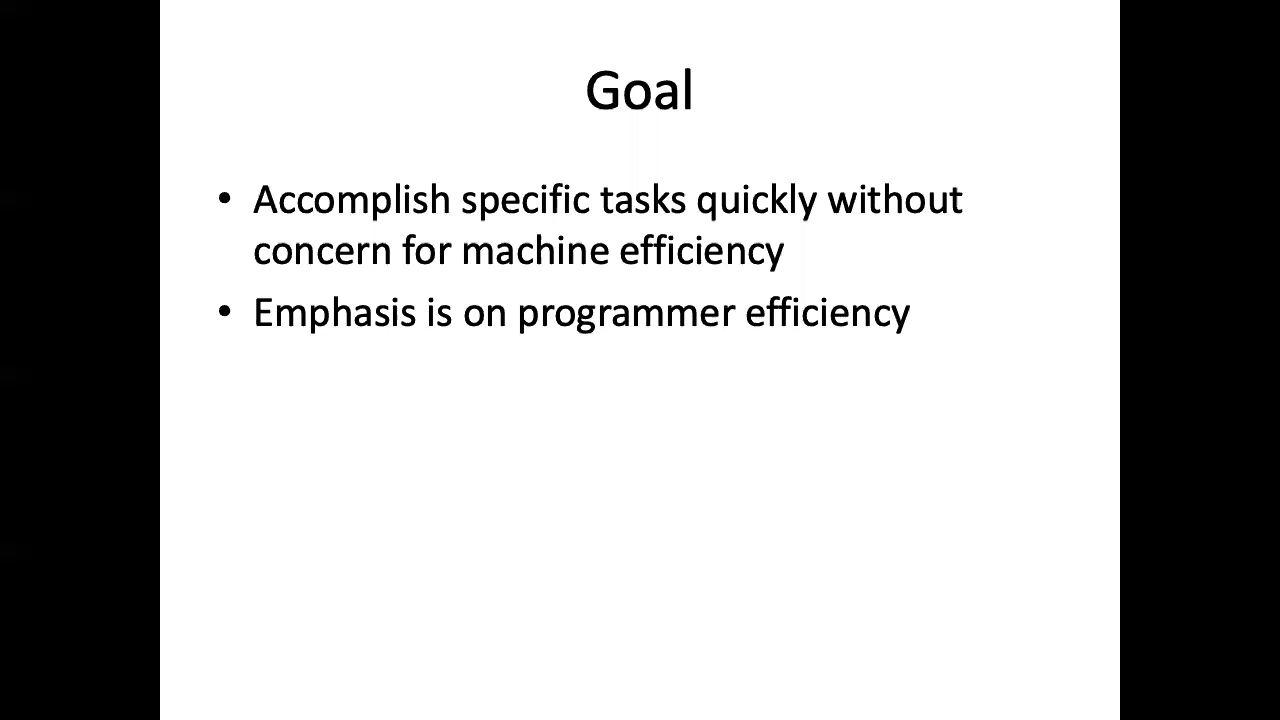 Goal
• Accomplish specific tasks quickly without
concern for machine efficiency
• Emphasis is on programmer efficiency